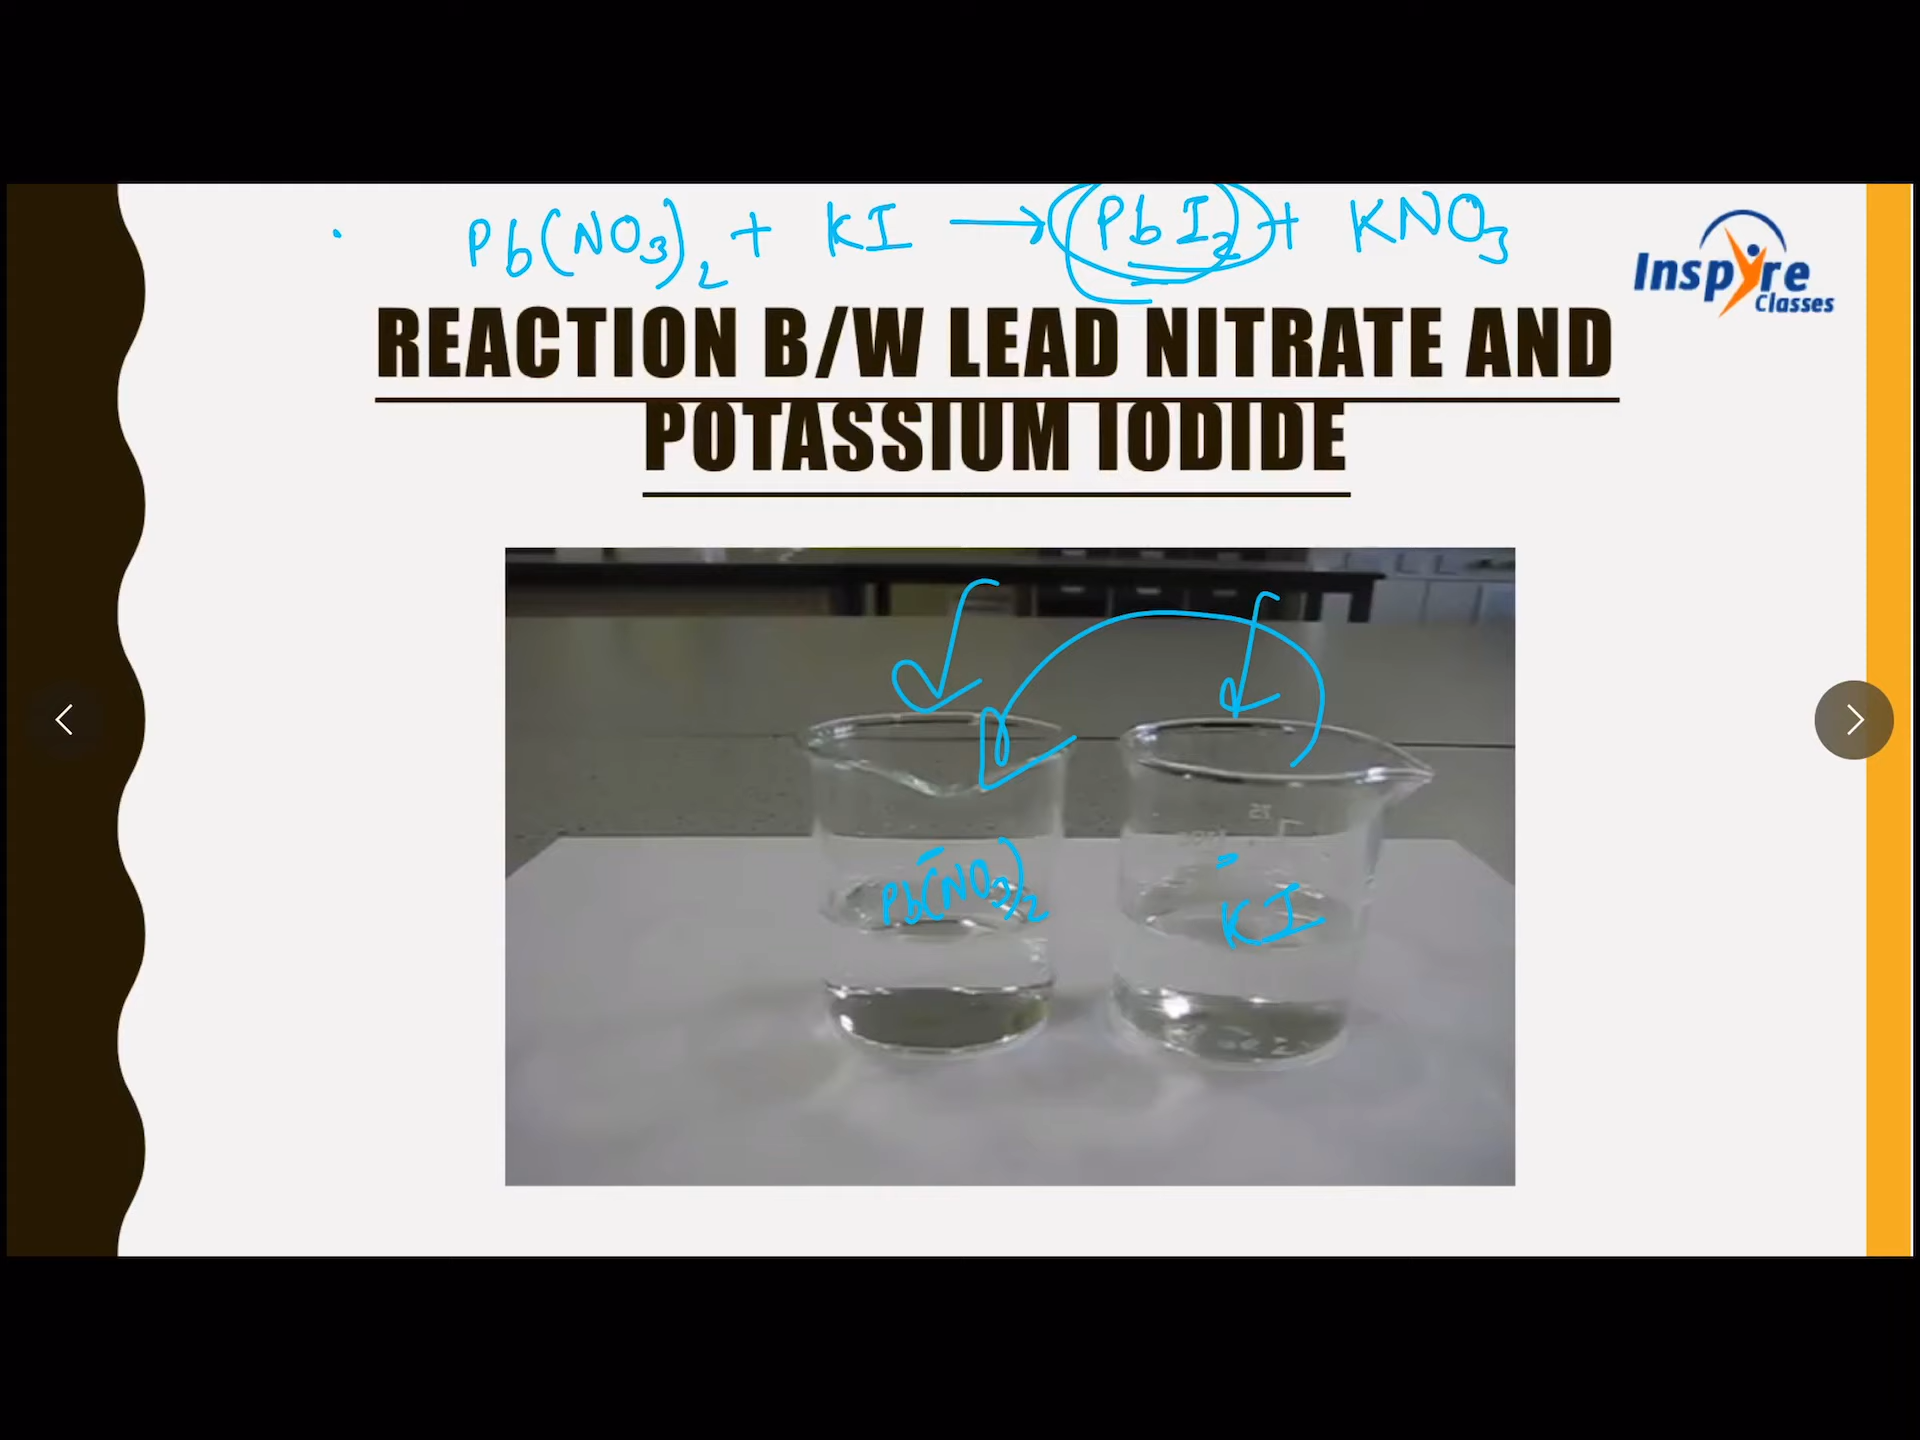 Pb(NO3)2 + KI → PbI2 + KNO3
Inspyre
Classes
REACTION B/W LEAD NITRATE AND
POTASSIUM IODIDE
Pb(NO3)2
KI